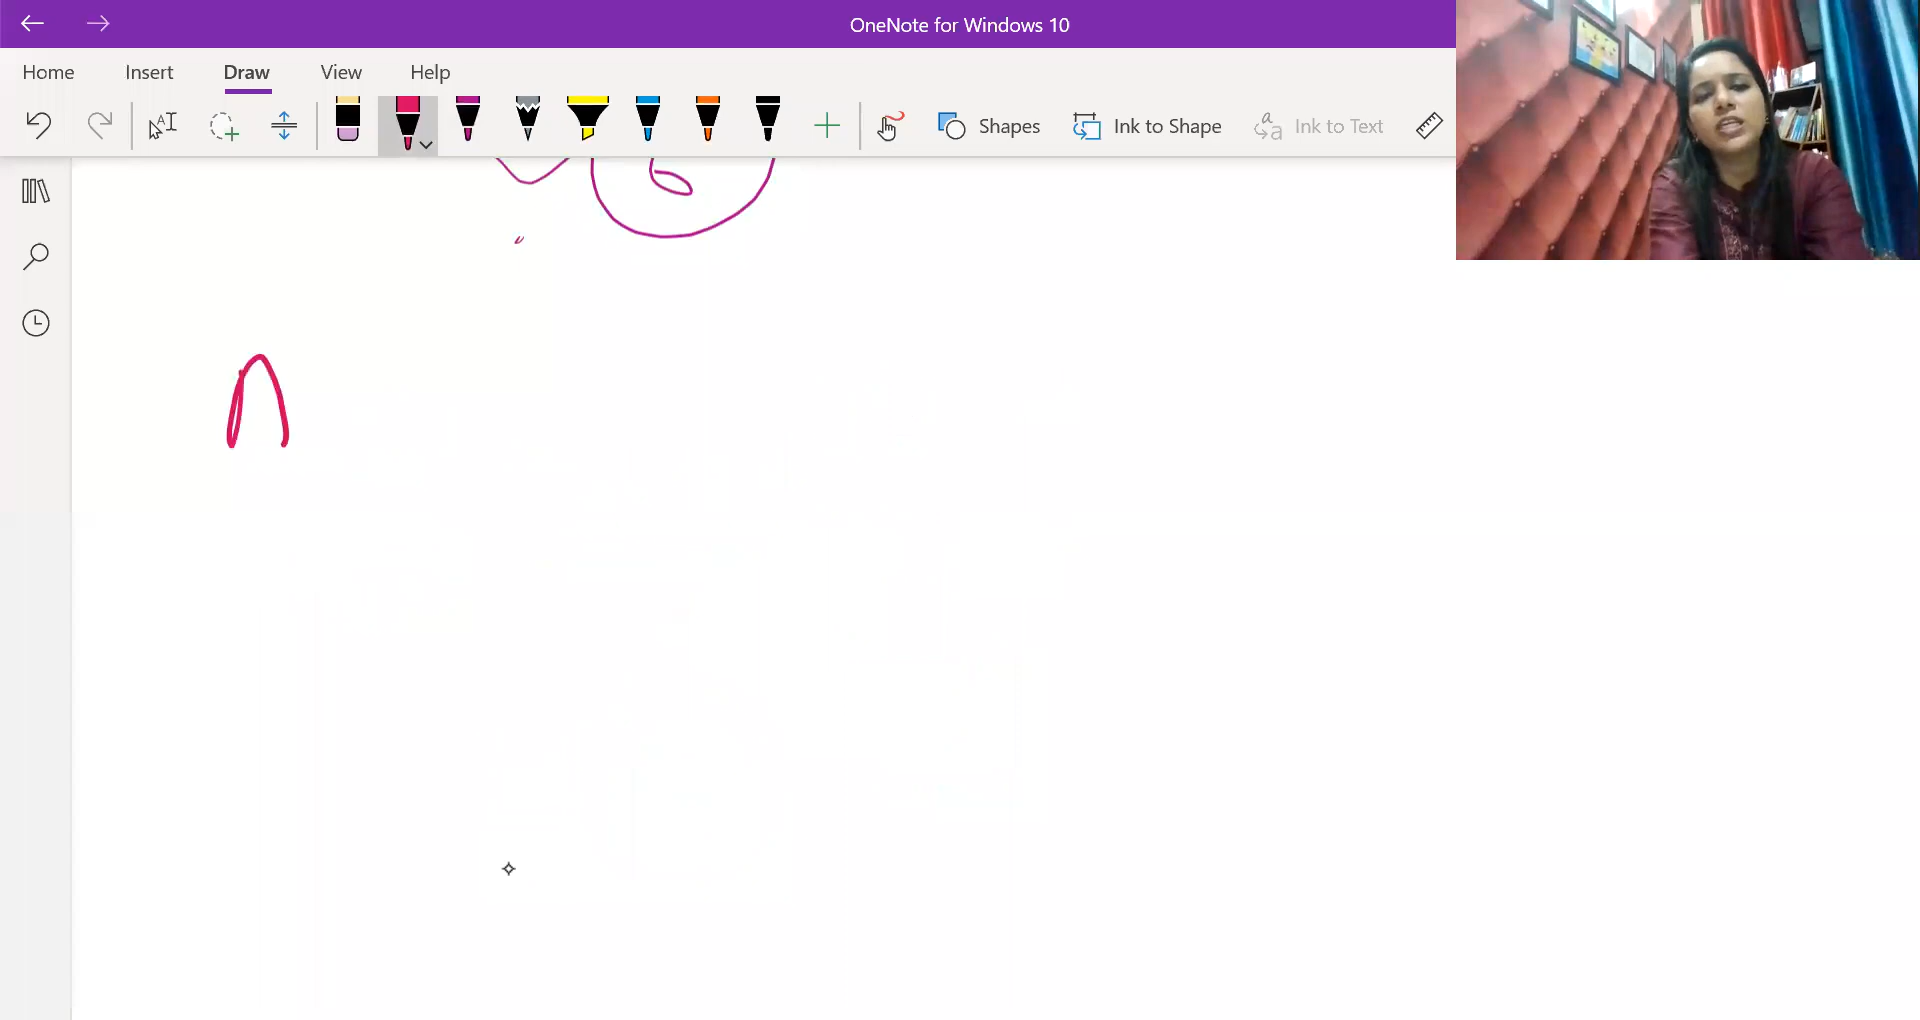 OneNote for Windows 10
Home Insert Draw View Help
Shapes Ink to Shape Ink to Text